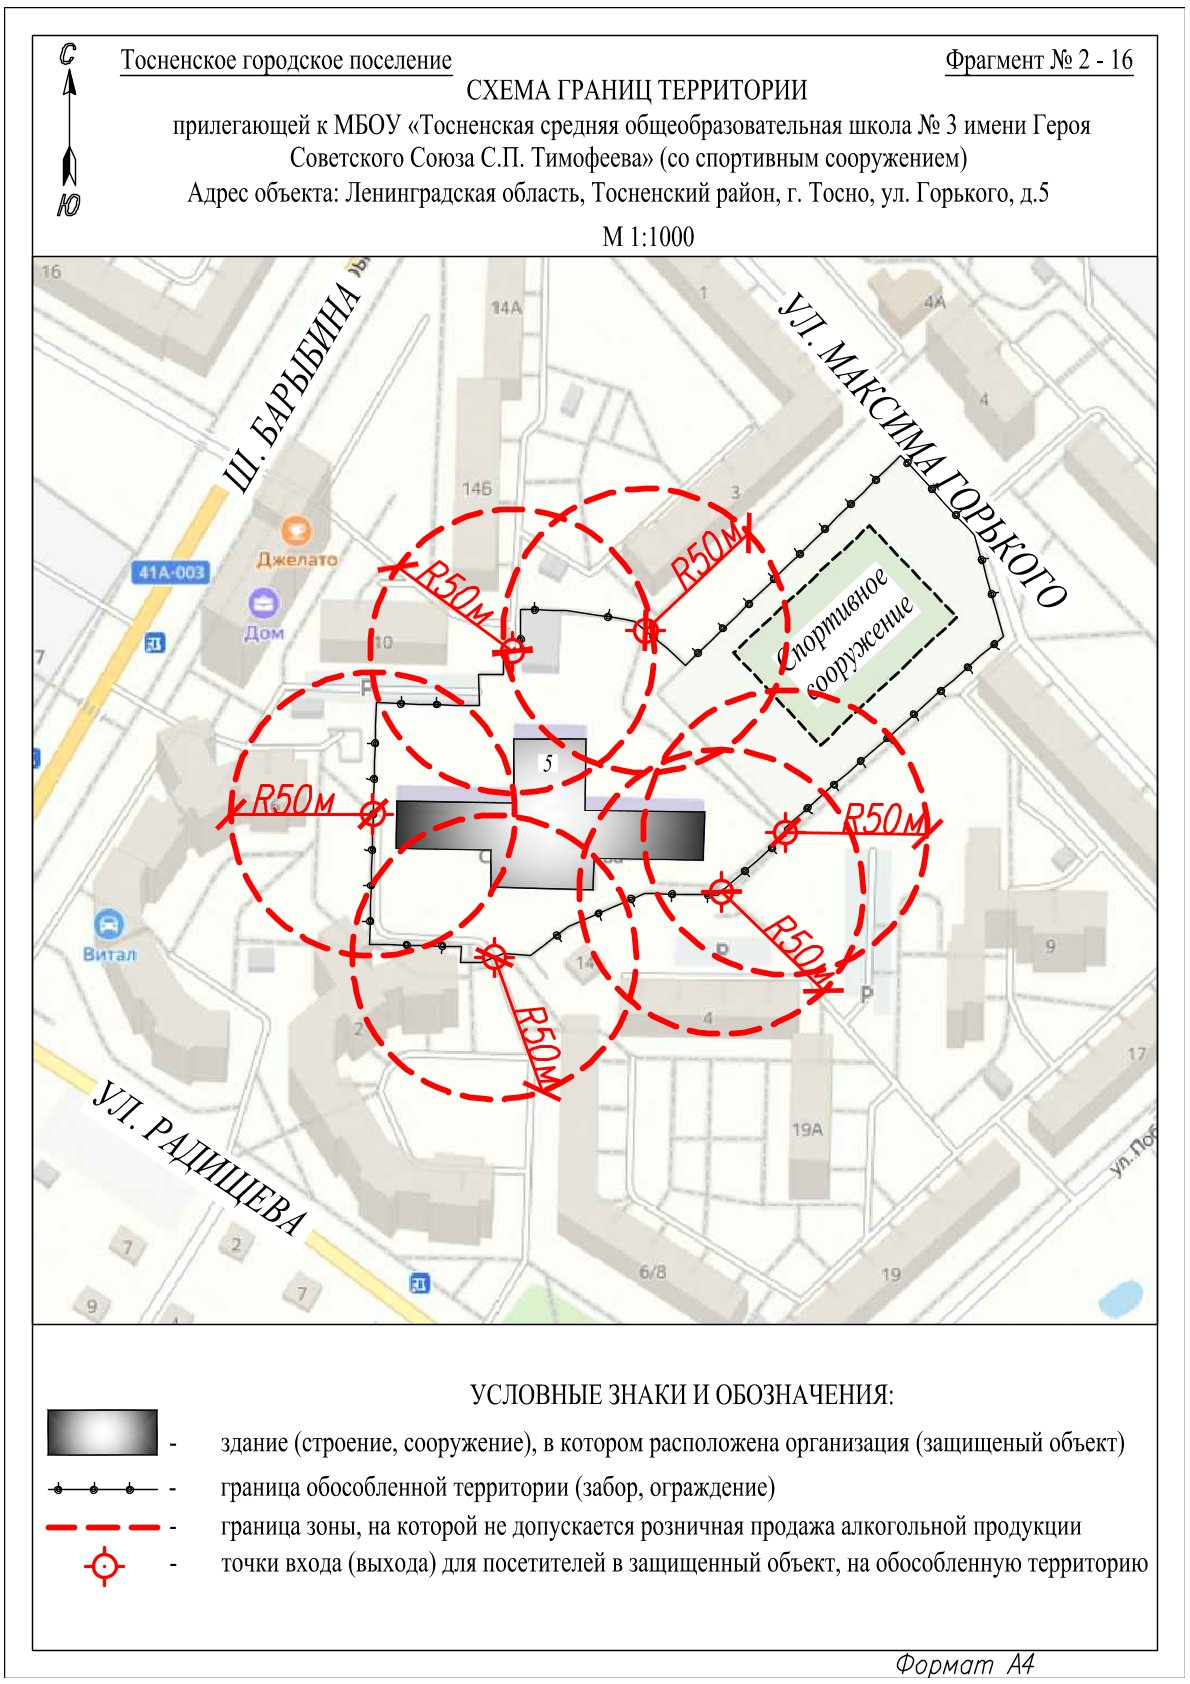 С
Ю
Тосненское городское поселение
Фрагмент № 2 - 16
СХЕМА ГРАНИЦ ТЕРРИТОРИИ
прилегающей к МБОУ «Тосненская средняя общеобразовательная школа № 3 имени Героя
Советского Союза С.П. Тимофеева» (со спортивным сооружением)
Адрес объекта: Ленинградская область, Тосненский район, г. Тосно, ул. Горького, д.5
М 1:1000
16
14А
1
4А
Ш. БАРЫБИНА
УЛ. МАКСИМА ГОРЬКОГО
4
14Б
3
Джелато
41А-003
R50м
R50м
Спортивное
сооружение
Дом
10
7
P
5
R50м
R50м
Витал
R50м
P
14
9
P
4
2
R50м
17
19А
УЛ. РАДИЩЕВА
ул. Поб
7
2
6/8
19
7
9
4
УСЛОВНЫЕ ЗНАКИ И ОБОЗНАЧЕНИЯ:
- здание (строение, сооружение), в котором расположена организация (защищеный объект)
- граница обособленной территории (забор, ограждение)
- граница зоны, на которой не допускается розничная продажа алкогольной продукции
- точки входа (выхода) для посетителей в защищенный объект, на обособленную территорию
Формат А4